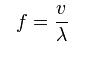 f = v/λ